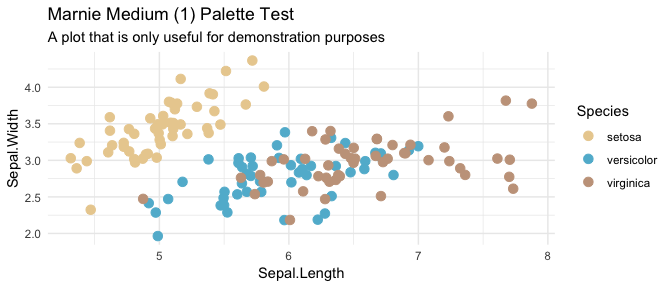 Marnie Medium (1) Palette Test
A plot that is only useful for demonstration purposes
Sepal.Width
4.0
3.5
3.0
2.5
2.0
5
6
7
8
Sepal.Length
Species
setosa
versicolor
virginica